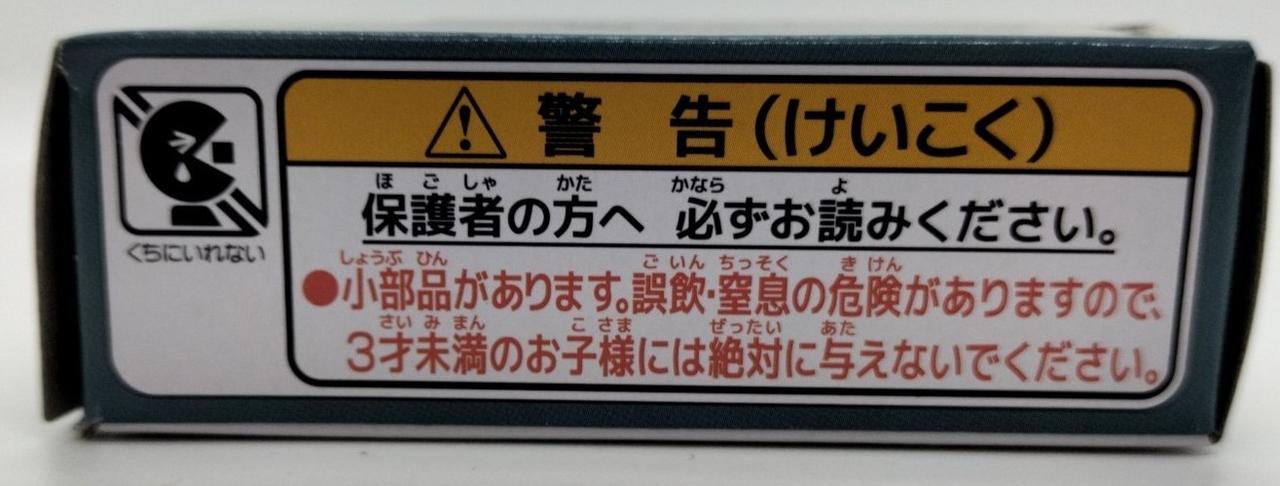 警 告(けいこく)
ほごしゃ かた かなら よ
保護者の方へ 必ずお読みください。
しょうぶ ひん ご いん ちっそく き けん
●小部品があります。誤飲・窒息の危険がありますので、
さい み まん こ さま ぜったい あた
3才未満のお子様には絶対に与えないでください。
くちにいれない